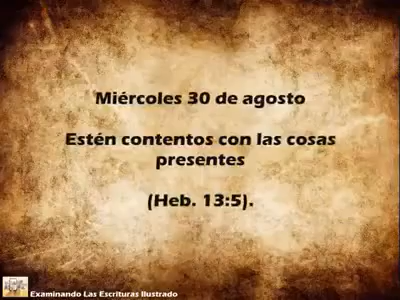 Miércoles 30 de agosto
Estén contentos con las cosas
presentes
(Heb. 13:5).
Examinando Las Escrituras Ilustrado